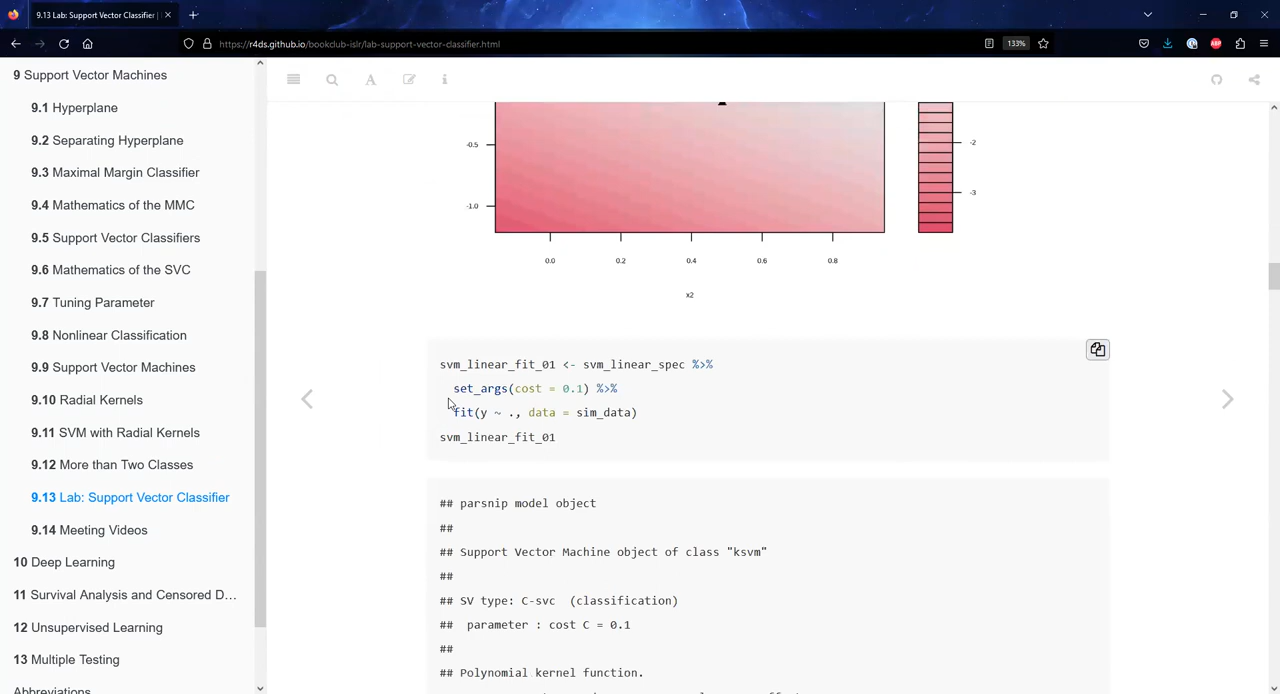 9.13 Lab: Support Vector Classifier |
https://r4ds.github.io/bookclub-islr/lab-support-vector-classifier.html
133%
ABP
9 Support Vector Machines
9.1 Hyperplane
9.2 Separating Hyperplane
9.3 Maximal Margin Classifier
9.4 Mathematics of the MMC
9.5 Support Vector Classifiers
9.6 Mathematics of the SVC
9.7 Tuning Parameter
9.8 Nonlinear Classification
9.9 Support Vector Machines
9.10 Radial Kernels
9.11 SVM with Radial Kernels
9.12 More than Two Classes
9.13 Lab: Support Vector Classifier
9.14 Meeting Videos
10 Deep Learning
11 Survival Analysis and Censored D...
12 Unsupervised Learning
13 Multiple Testing
Abbreviations
A
i
-0.5
-1.0
0.0 0.2 0.4 0.6 0.8
x2
-2
-3
svm_linear_fit_01 <- svm_linear_spec %>%
set_args(cost = 0.1) %>%
fit(y ~ ., data = sim_data)
svm_linear_fit_01
## parsnip model object
##
## Support Vector Machine object of class "ksvm"
##
## SV type: C-svc (classification)
## parameter : cost C = 0.1
##
## Polynomial kernel function.